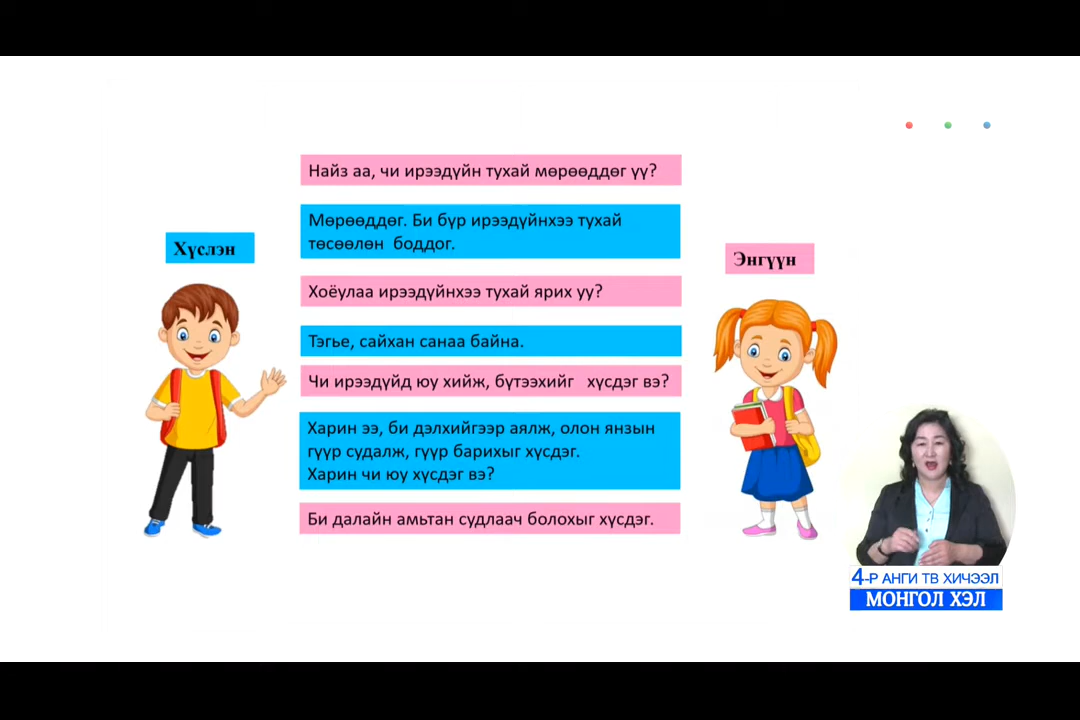 Найз аа, чи ирээдүйн тухай мөрөөддөг үү?
Мөрөөддөг. Би бүр ирээдүйнхээ тухай
төсөөлөн боддог.
Хүслэн
Энгүүн
Хоёулаа ирээдүйнхээ тухай ярих уу?
Тэгье, сайхан санаа байна.
Чи ирээдүйд юу хийж, бүтээхийг хүсдэг вэ?
Харин ээ, би дэлхийгээр аялж, олон янзын
гүүр судалж, гүүр барихыг хүсдэг.
Харин чи юу хүсдэг вэ?
Би далайн амьтан судлаач болохыг хүсдэг.
4-Р АНГИ ТВ ХИЧЭЭЛ
МОНГОЛ ХЭЛ